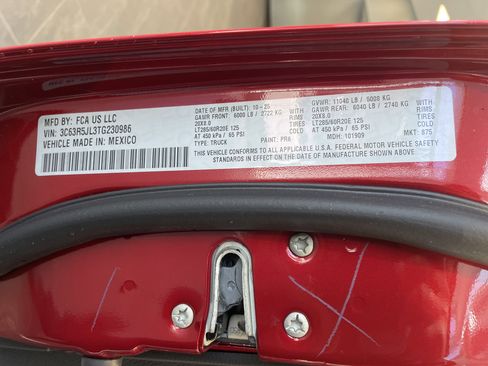 MFD BY: FCA US LLC
VIN: 3C63R5JL3TG230986
VEHICLE MADE IN: MEXICO
DATE OF MFR (BUILT): 10-25
GAWR FRONT: 6000 LB / 2722 KG WITH
20X8.0 RIMS
LT285/60R20E 125 TIRES
AT 450 kPa / 65 PSI
TYPE: TRUCK
PAINT: PR6
GVWR: 11040 LB / 5008 KG
GAWR REAR: 6040 LB / 2740 KG WITH
20X8.0 RIMS
LT285/60R20E 125 TIRES
AT 450 kPa / 65 PSI
MDH: 101909
MKT: 875
THIS VEHICLE CONFORMS TO ALL APPLICABLE U.S.A. FEDERAL MOTOR VEHICLE SAFETY
STANDARDS IN EFFECT ON THE DATE OF MANUFACTURE SHOWN ABOVE